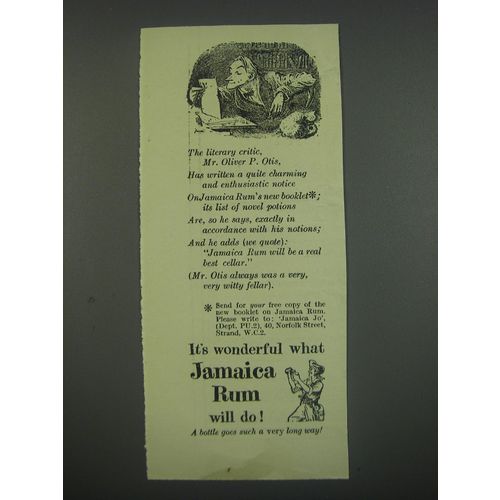 The literary critic,
Mr. Oliver P. Otis,
Has written a quite charming
and enthusiastic notice
On Jamaica Rum's new booklet*;
its list of novel potions
Are, so he says, exactly in
accordance with his notions;
And he adds (we quote):
"Jamaica Rum will be a real
best cellar."
(Mr. Otis always was a very,
very witty fellar).
* Send for your free copy of the
new booklet on Jamaica Rum.
Please write to: 'Jamaica Jo',
(Dept. PU.2), 40, Norfolk Street,
Strand, W.C.2.
It's wonderful what
Jamaica
Rum
will do!
A bottle goes such a very long way!